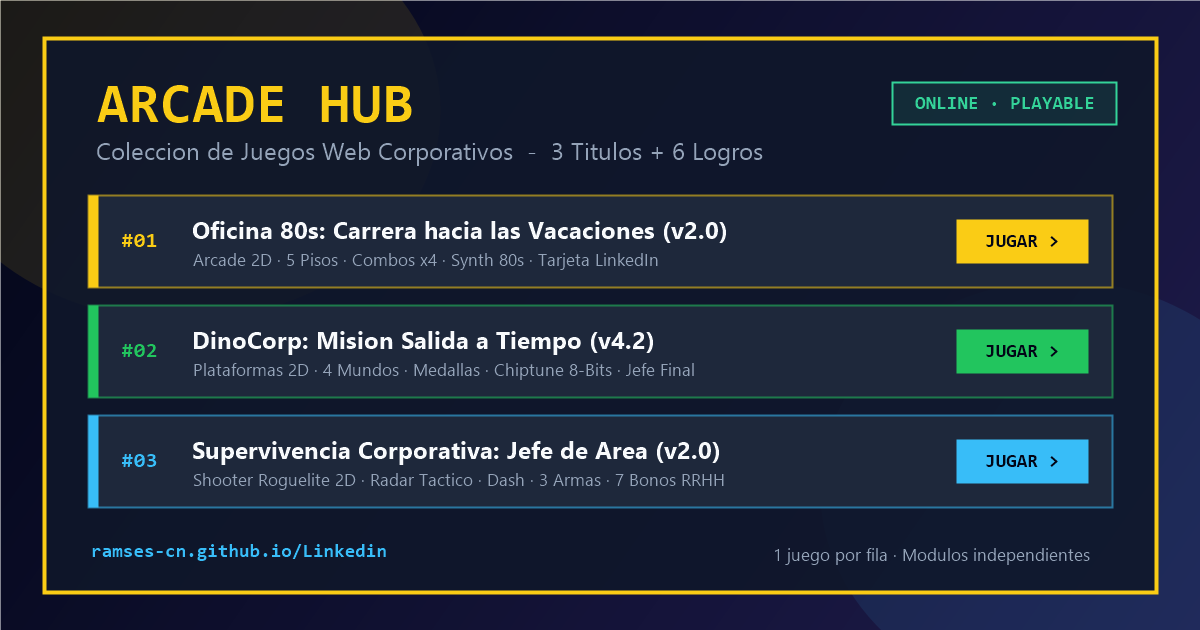 ARCADE HUB
ONLINE · PLAYABLE
Coleccion de Juegos Web Corporativos - 3 Titulos + 6 Logros
#01
Oficina 80s: Carrera hacia las Vacaciones (v2.0)
Arcade 2D · 5 Pisos · Combos x4 · Synth 80s · Tarjeta LinkedIn
JUGAR >
#02
DinoCorp: Mision Salida a Tiempo (v4.2)
Plataformas 2D · 4 Mundos · Medallas · Chiptune 8-Bits · Jefe Final
JUGAR >
#03
Supervivencia Corporativa: Jefe de Area (v2.0)
Shooter Roguelite 2D · Radar Tactico · Dash · 3 Armas · 7 Bonos RRHH
JUGAR >
ramses-cn.github.io/Linkedin
1 juego por fila · Modulos independientes